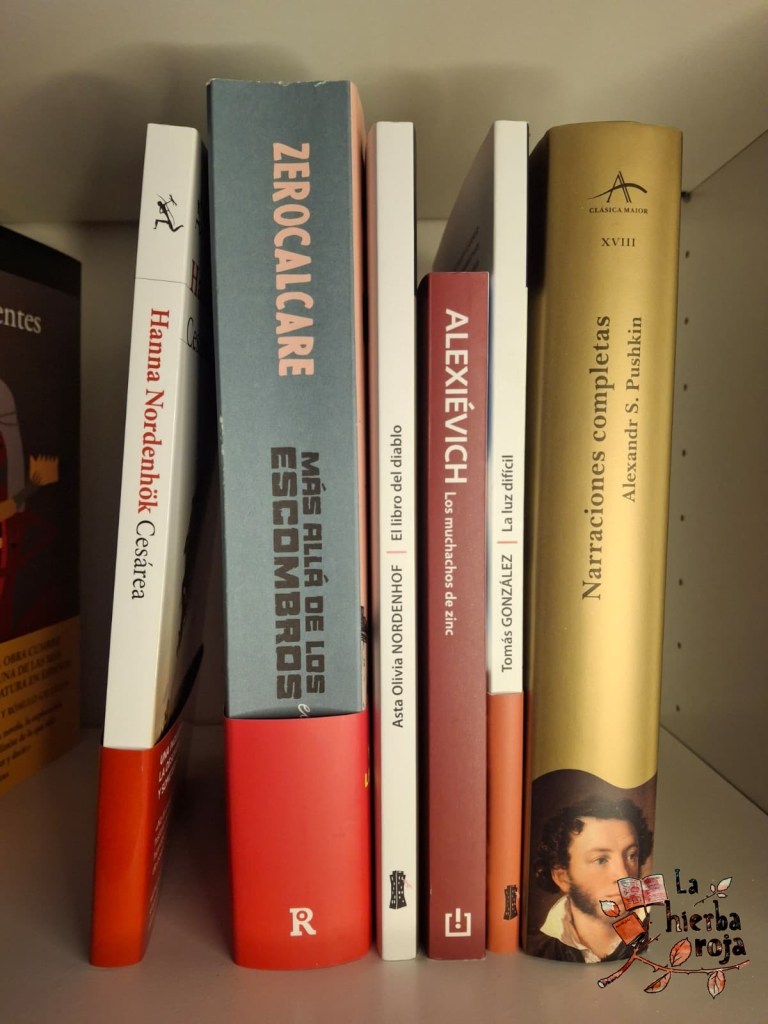 entes
Hanna Nordenhök Cesárea
ZEROCALCARE
MÁS ALLÁ DE LOS
ESCOMBROS
R
Asta Olivia NORDENHOF | El libro del diablo
ALEXIÉVICH Los muchachos de zinc
Tomás GONZÁLEZ | La luz difícil
CLÁSICA MAIOR
XVIII
Narraciones completas
Alexandr S. Pushkin
La
hierba
roja